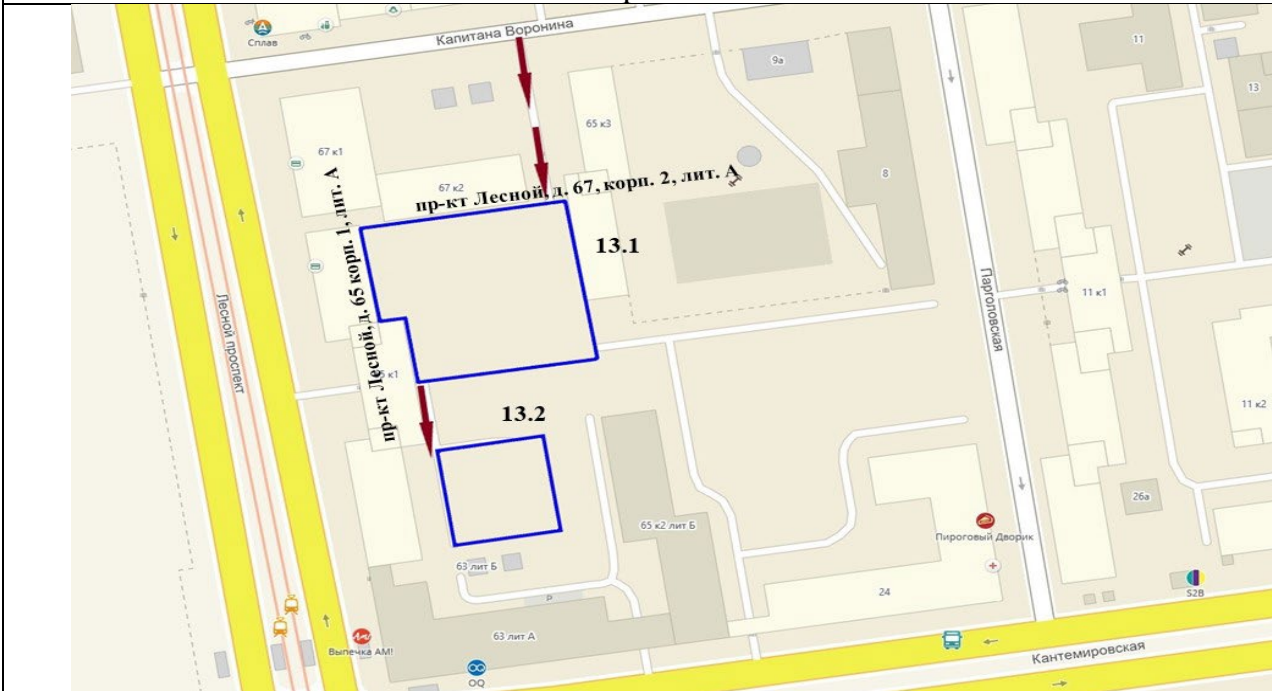 Сплав
Капитана Воронина
11
9а
8
13
65 к3
67 к1
67 к2
пр-кт Лесной, д. 67, корп. 2, лит. А
13.1
пр-кт Лесной, д. 65 корп. 1, лит. А
Лесной проспект
Парголовская
11 к1
11 к2
13.2
26а
65 к2 лит Б
Пироговый Дворик
63 лит Б
P
24
S2B
63 лит А
Выпечка АМ!
OQ
Кантемировская